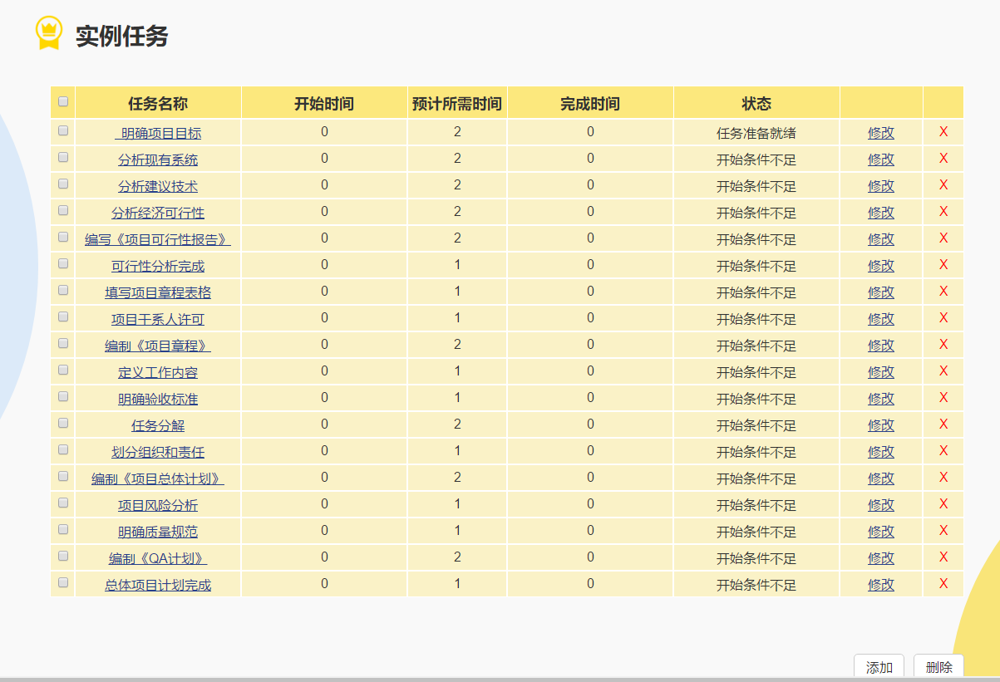 实例任务
任务名称 开始时间 预计所需时间 完成时间 状态
明确项目目标 0 2 0 任务准备就绪 修改 X
分析现有系统 0 2 0 开始条件不足 修改 X
分析建议技术 0 2 0 开始条件不足 修改 X
分析经济可行性 0 2 0 开始条件不足 修改 X
编写《项目可行性报告》 0 2 0 开始条件不足 修改 X
可行性分析完成 0 1 0 开始条件不足 修改 X
填写项目章程表格 0 1 0 开始条件不足 修改 X
项目干系人许可 0 1 0 开始条件不足 修改 X
编制《项目章程》 0 2 0 开始条件不足 修改 X
定义工作内容 0 1 0 开始条件不足 修改 X
明确验收标准 0 1 0 开始条件不足 修改 X
任务分解 0 2 0 开始条件不足 修改 X
划分组织和责任 0 1 0 开始条件不足 修改 X
编制《项目总体计划》 0 2 0 开始条件不足 修改 X
项目风险分析 0 1 0 开始条件不足 修改 X
明确质量规范 0 1 0 开始条件不足 修改 X
编制《QA计划》 0 2 0 开始条件不足 修改 X
总体项目计划完成 0 1 0 开始条件不足 修改 X
添加 删除